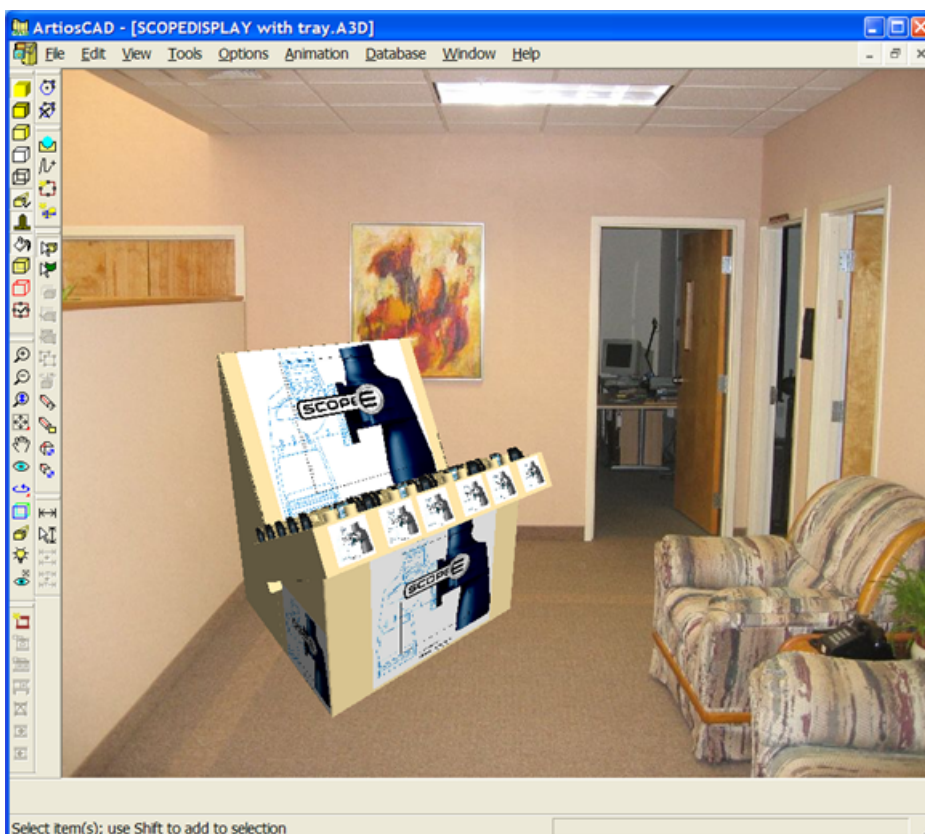 ArtiosCAD - [SCOPEDISPLAY with tray.A3D]
File Edit View Tools Options Animation Database Window Help
SCOPE
SCOPE
Select item(s); use Shift to add to selection